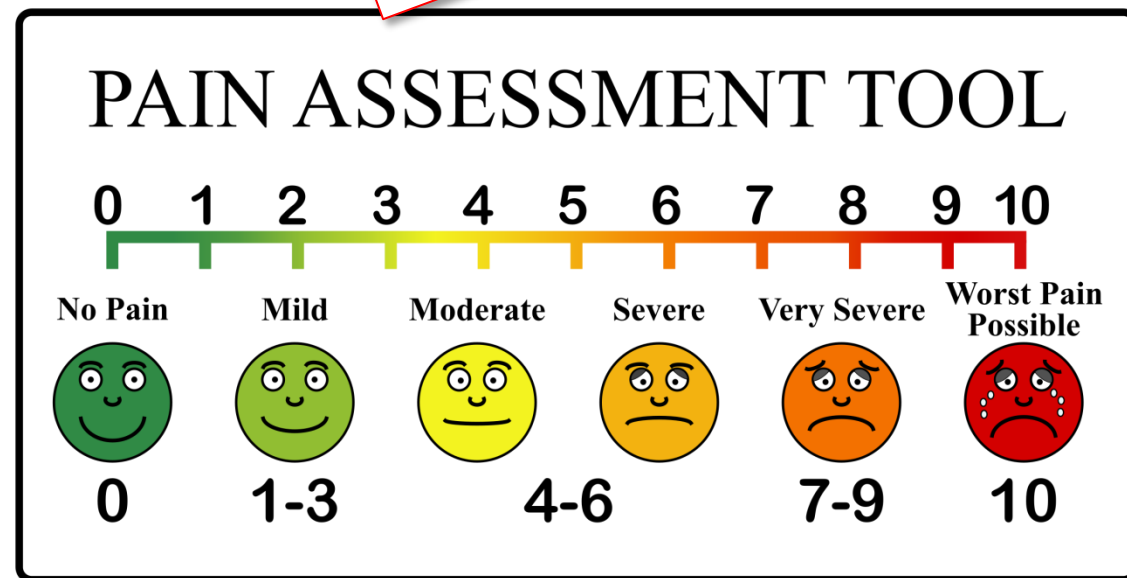 PAIN ASSESSMENT TOOL
0 1 2 3 4 5 6 7 8 9 10
No Pain Mild Moderate Severe Very Severe Worst Pain Possible
0 1-3 4-6 7-9 10